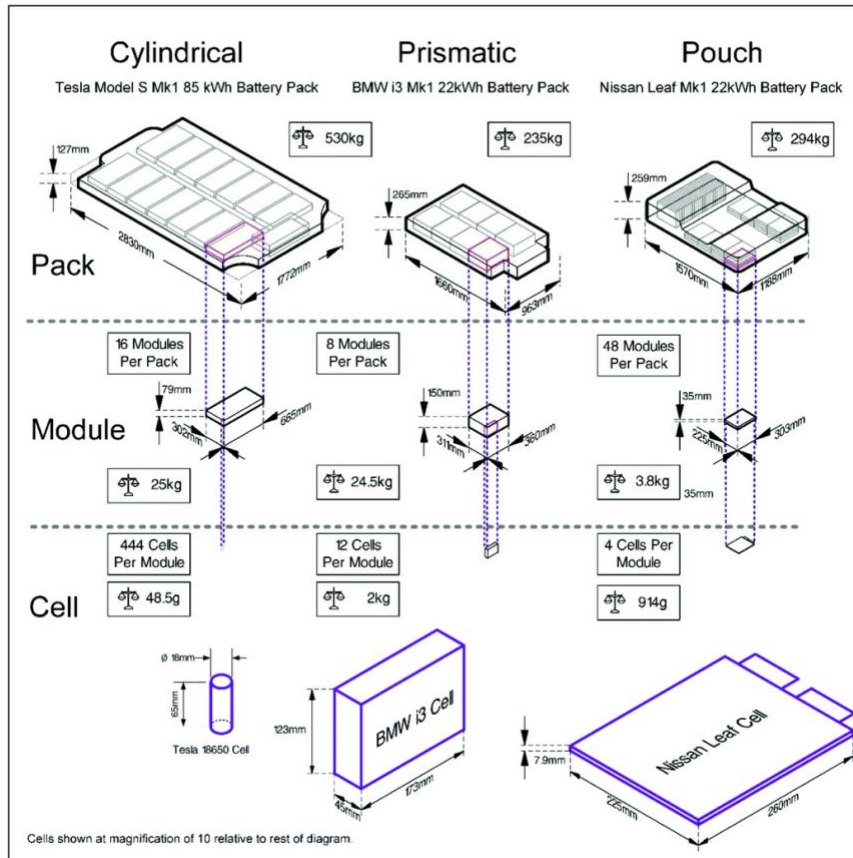 Cylindrical
Tesla Model S Mk1 85 kWh Battery Pack
Prismatic
BMW i3 Mk1 22kWh Battery Pack
Pouch
Nissan Leaf Mk1 22kWh Battery Pack
530kg
235kg
294kg
127mm
265mm
259mm
2830mm
1772mm
1660mm
963mm
1570mm
1188mm
Pack
16 Modules
Per Pack
8 Modules
Per Pack
48 Modules
Per Pack
79mm
150mm
35mm
Module
302mm
665mm
311mm
360mm
225mm
303mm
25kg
24.5kg
3.8kg
35mm
444 Cells
Per Module
12 Cells
Per Module
4 Cells Per
Module
48.5g
2kg
914g
Cell
Ø 18mm
65mm
Tesla 18650 Cell
123mm
BMW i3 Cell
45mm
173mm
7.9mm
Nissan Leaf Cell
225mm
260mm
Cells shown at magnification of 10 relative to rest of diagram.